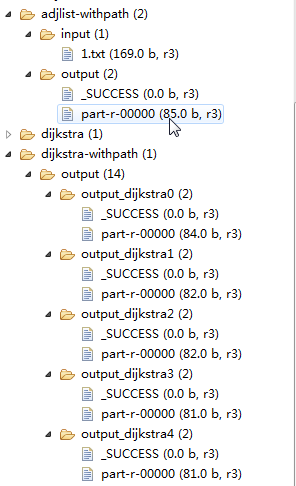 adjlist-withpath (2)
input (1)
1.txt (169.0 b, r3)
output (2)
_SUCCESS (0.0 b, r3)
part-r-00000 (85.0 b, r3)
dijkstra (1)
dijkstra-withpath (1)
output (14)
output_dijkstra0 (2)
_SUCCESS (0.0 b, r3)
part-r-00000 (84.0 b, r3)
output_dijkstra1 (2)
_SUCCESS (0.0 b, r3)
part-r-00000 (82.0 b, r3)
output_dijkstra2 (2)
_SUCCESS (0.0 b, r3)
part-r-00000 (82.0 b, r3)
output_dijkstra3 (2)
_SUCCESS (0.0 b, r3)
part-r-00000 (81.0 b, r3)
output_dijkstra4 (2)
_SUCCESS (0.0 b, r3)
part-r-00000 (81.0 b, r3)